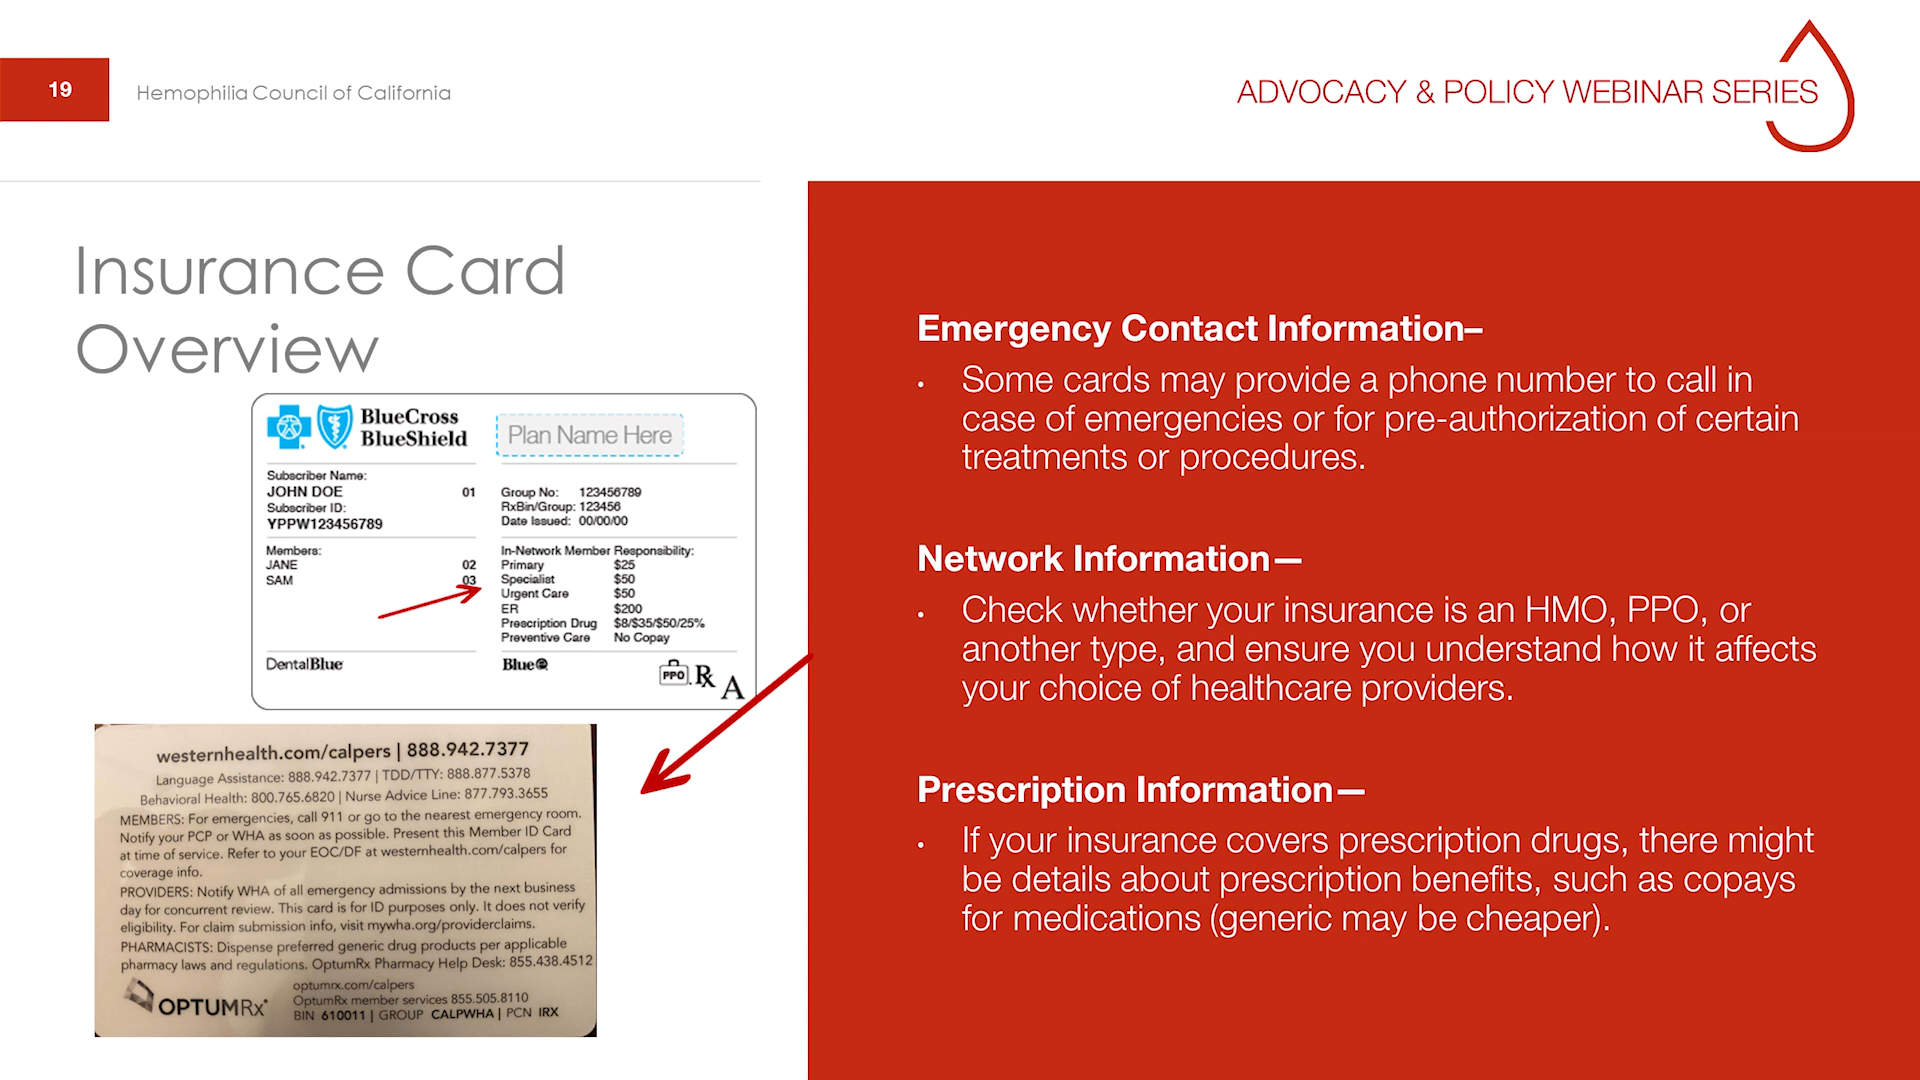 19
Hemophilia Council of California
ADVOCACY & POLICY WEBINAR SERIES
Insurance Card
Overview
BlueCross
BlueShield
Plan Name Here
Subscriber Name:
JOHN DOE 01
Subscriber ID:
YPPW123456789
Group No: 123456789
RxBin/Group: 123456
Date Issued: 00/00/00
Members:
JANE 02
SAM 03
In-Network Member Responsibility:
Primary $25
Specialist $50
Urgent Care $50
ER $200
Prescription Drug $8/$35/$50/25%
Preventive Care No Copay
DentalBlue
Blue
PPO Rx A
westernhealth.com/calpers | 888.942.7377
Language Assistance: 888.942.7377 | TDD/TTY: 888.877.5378
Behavioral Health: 800.765.6820 | Nurse Advice Line: 877.793.3655
MEMBERS: For emergencies, call 911 or go to the nearest emergency room.
Notify your PCP or WHA as soon as possible. Present this Member ID Card
at time of service. Refer to your EOC/DF at westernhealth.com/calpers for
coverage info.
PROVIDERS: Notify WHA of all emergency admissions by the next business
day for concurrent review. This card is for ID purposes only. It does not verify
eligibility. For claim submission info, visit mywha.org/providerclaims.
PHARMACISTS: Dispense preferred generic drug products per applicable
pharmacy laws and regulations. OptumRx Pharmacy Help Desk: 855.438.4512
OPTUMRx
optumrx.com/calpers
OptumRx member services 855.505.8110
BIN 610011 | GROUP CALPWHA | PCN IRX
Emergency Contact Information–
• Some cards may provide a phone number to call in
case of emergencies or for pre-authorization of certain
treatments or procedures.
Network Information—
• Check whether your insurance is an HMO, PPO, or
another type, and ensure you understand how it affects
your choice of healthcare providers.
Prescription Information—
• If your insurance covers prescription drugs, there might
be details about prescription benefits, such as copays
for medications (generic may be cheaper).